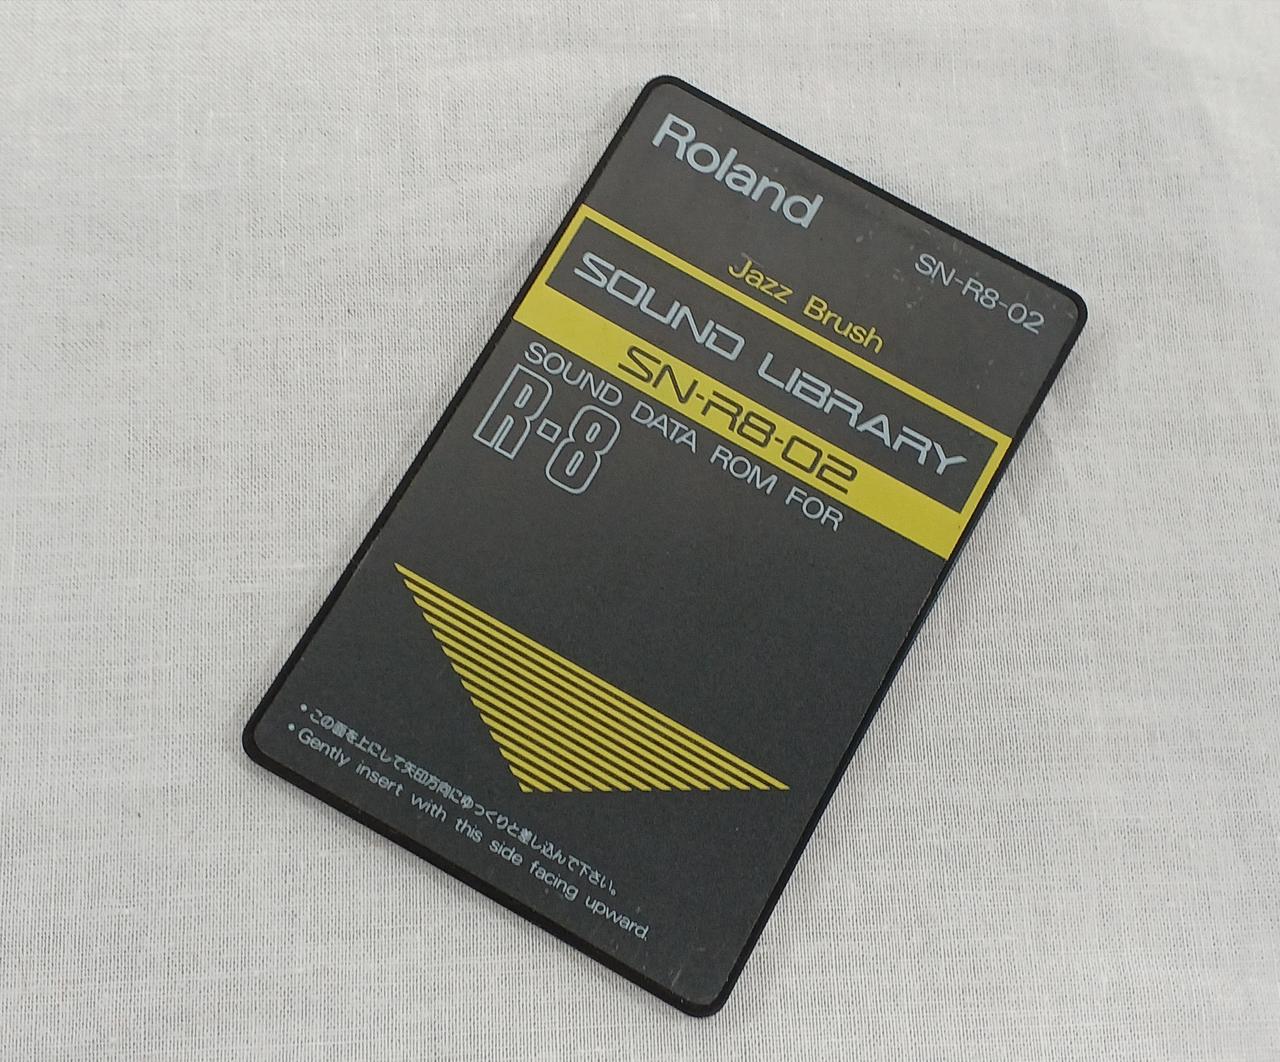 Roland
SN-R8-02
Jazz Brush
SOUND LIBRARY
SN-R8-02
SOUND DATA ROM FOR
R-8
• この面を上にして矢印方向にゆっくりと差し込んで下さい。
• Gently insert with this side facing upward.